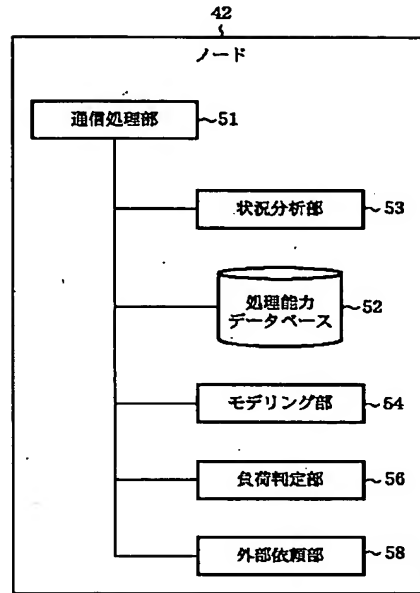 42
ノード
通信処理部 51
状況分析部 53
処理能力
データベース 52
モデリング部 54
負荷判定部 56
外部依頼部 58